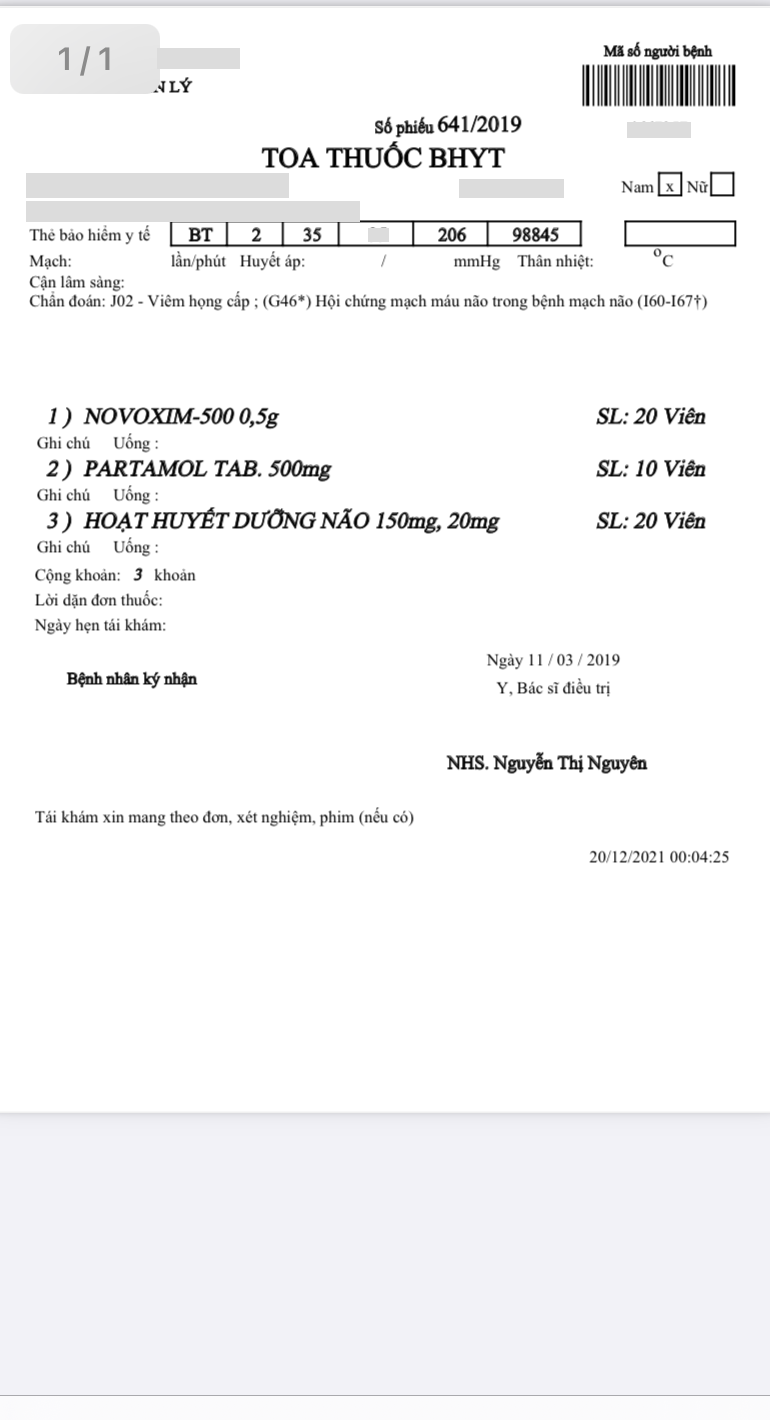 1/1
Mã số người bệnh
N LÝ
Số phiếu 641/2019
TOA THUỐC BHYT
Nam x Nữ
Thẻ bảo hiểm y tế BT 2 35 206 98845
Mạch: lần/phút Huyết áp: / mmHg Thân nhiệt: °C
Cận lâm sàng:
Chẩn đoán: J02 - Viêm họng cấp ; (G46*) Hội chứng mạch máu não trong bệnh mạch não (I60-I67†)
1 ) NOVOXIM-500 0,5g SL: 20 Viên
Ghi chú Uống :
2 ) PARTAMOL TAB. 500mg SL: 10 Viên
Ghi chú Uống :
3 ) HOẠT HUYẾT DƯỠNG NÃO 150mg, 20mg SL: 20 Viên
Ghi chú Uống :
Cộng khoản: 3 khoản
Lời dặn đơn thuốc:
Ngày hẹn tái khám:
Ngày 11 / 03 / 2019
Bệnh nhân ký nhận
Y, Bác sĩ điều trị
NHS. Nguyễn Thị Nguyên
Tái khám xin mang theo đơn, xét nghiệm, phim (nếu có)
20/12/2021 00:04:25